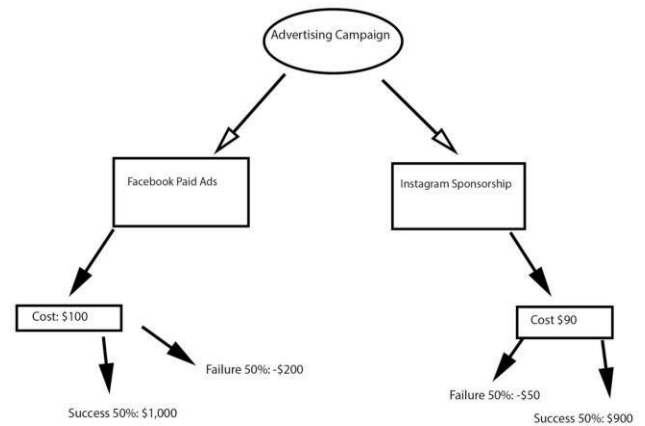 Advertising Campaign
Facebook Paid Ads
Instagram Sponsorship
Cost: $100
Cost $90
Failure 50%: -$200
Failure 50%: -$50
Success 50%: $1,000
Success 50%: $900